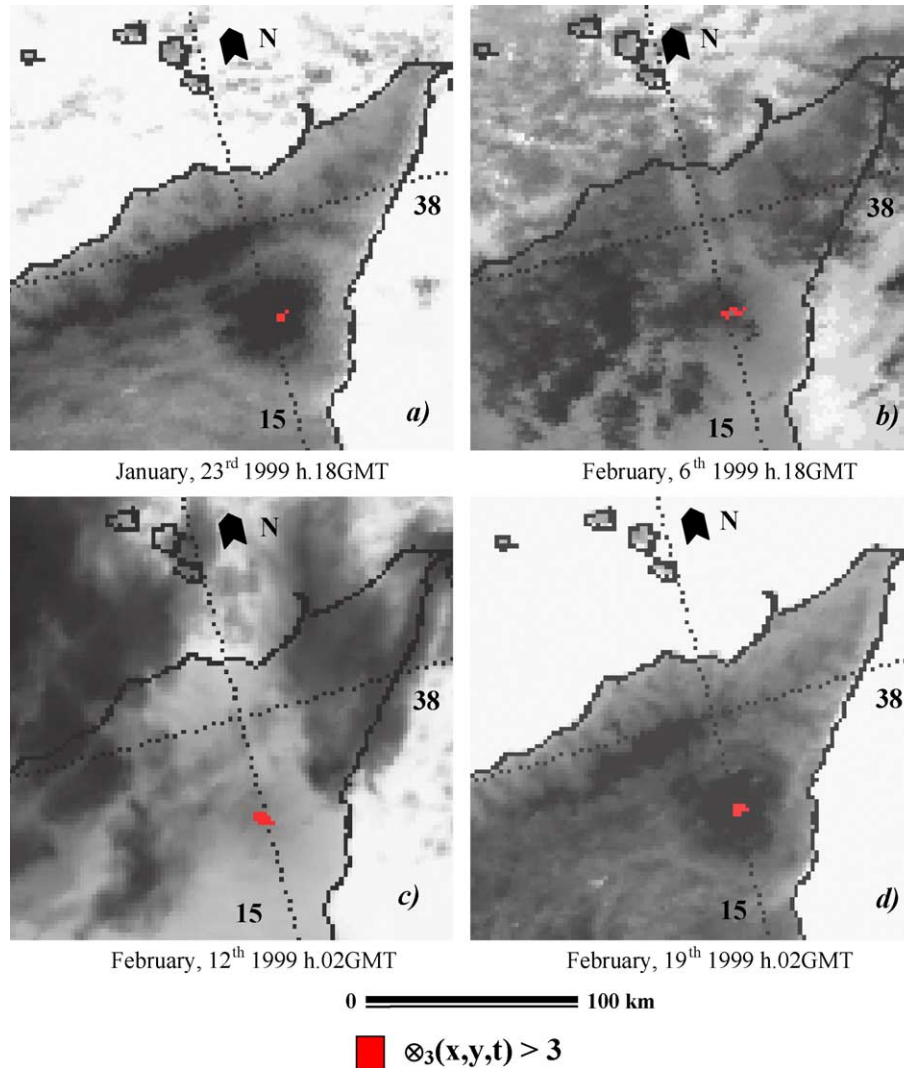 N
38
15
a)
January, 23rd 1999 h.18GMT
N
38
15
b)
February, 6th 1999 h.18GMT
N
38
15
c)
February, 12th 1999 h.02GMT
N
38
15
d)
February, 19th 1999 h.02GMT
0 100 km
⊗₃(x,y,t) > 3